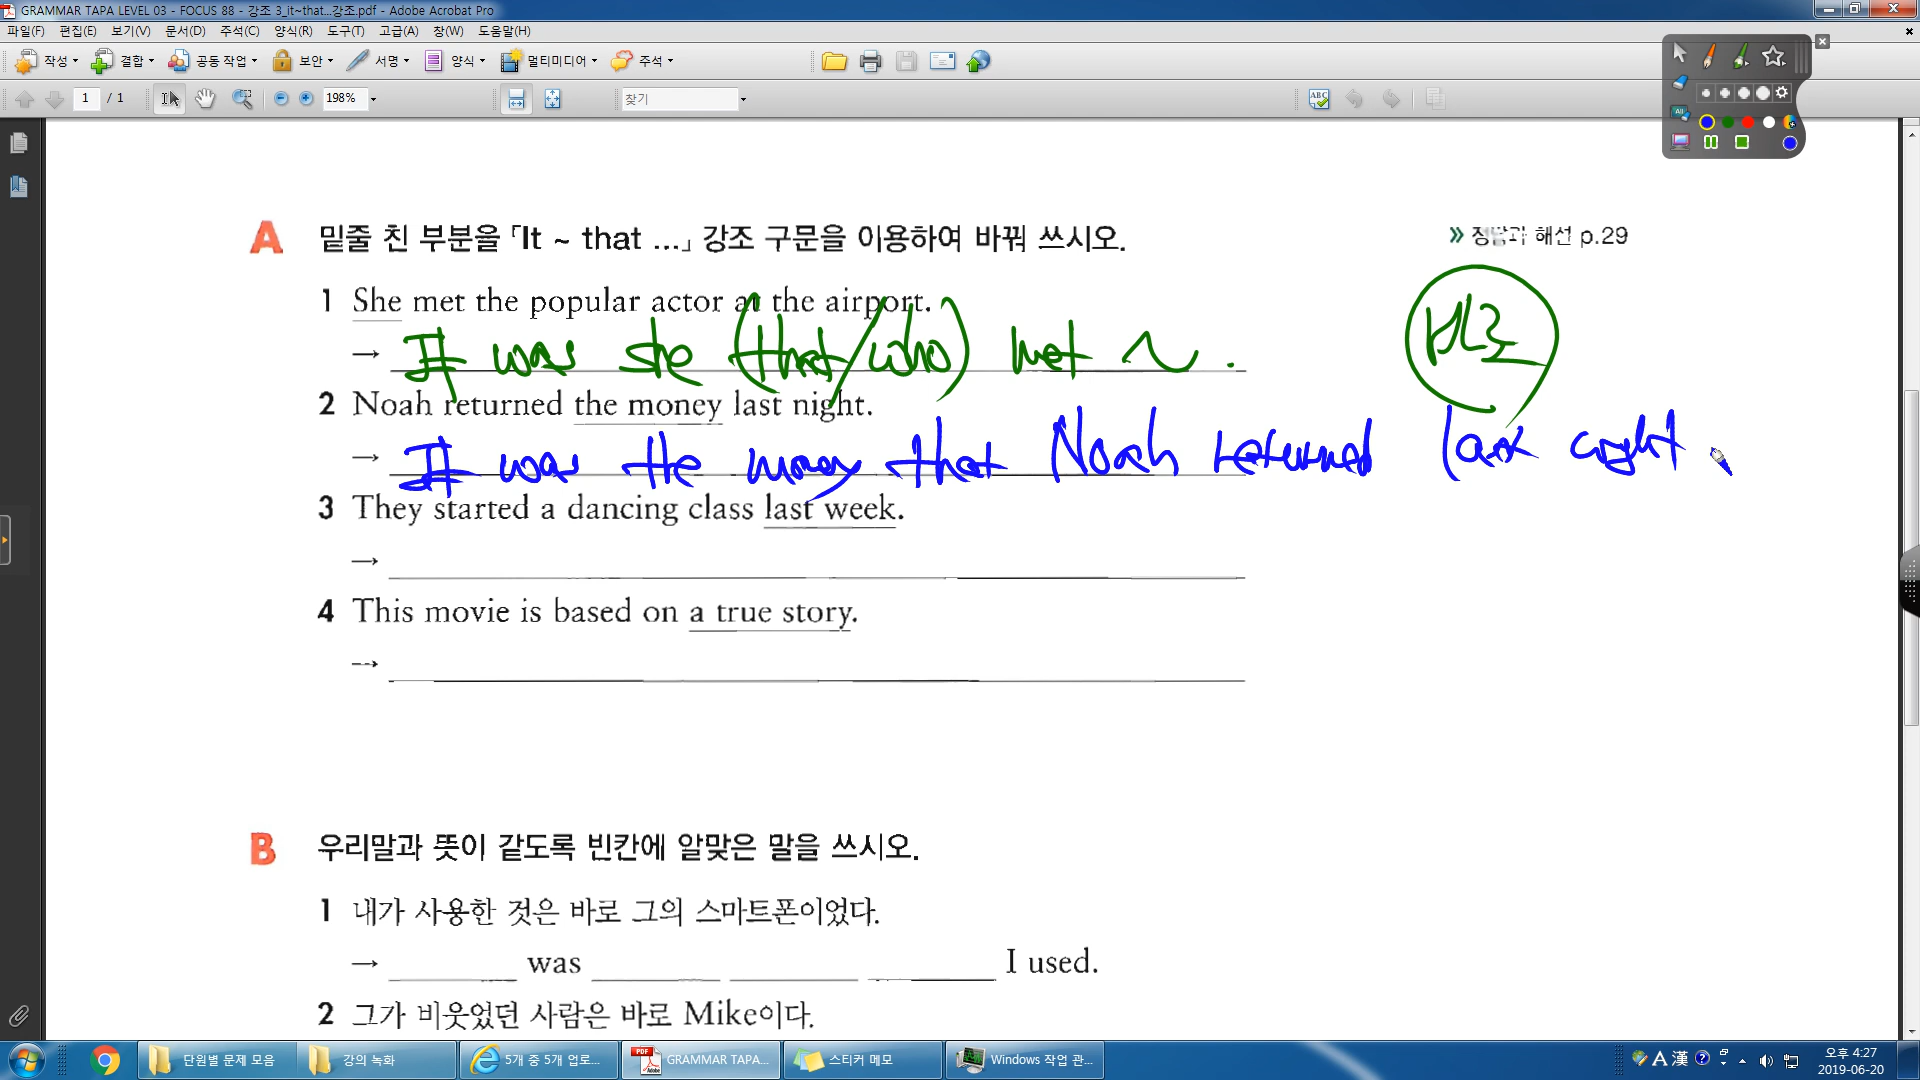 GRAMMAR TAPA LEVEL 03 - FOCUS 88 - 강조 3_it~that...강조.pdf - Adobe Acrobat Pro
파일(F) 편집(E) 보기(V) 문서(D) 주석(C) 양식(R) 도구(T) 고급(A) 창(W) 도움말(H)
작성 결합 공동 작업 보안 서명 양식 멀티미디어 주석
1 / 1 198% 찾기
A 밑줄 친 부분을 「It ~ that ...」 강조 구문을 이용하여 바꿔 쓰시오.
» 정답과 해설 p.29
1 She met the popular actor at the airport.
→ It was she (that/who) met ~ .
2 Noah returned the money last night.
→ It was the money that Noah returned last night .
3 They started a dancing class last week.
→
4 This movie is based on a true story.
→
B 우리말과 뜻이 같도록 빈칸에 알맞은 말을 쓰시오.
1 내가 사용한 것은 바로 그의 스마트폰이었다.
→ ______ was ______ ______ ______ I used.
2 그가 비웃었던 사람은 바로 Mike이다.
단원별 문제 모음 강의 녹화 5개 중 5개 업로... GRAMMAR TAPA... 스티커 메모 Windows 작업 관...
A 漢 오후 4:27
2019-06-20